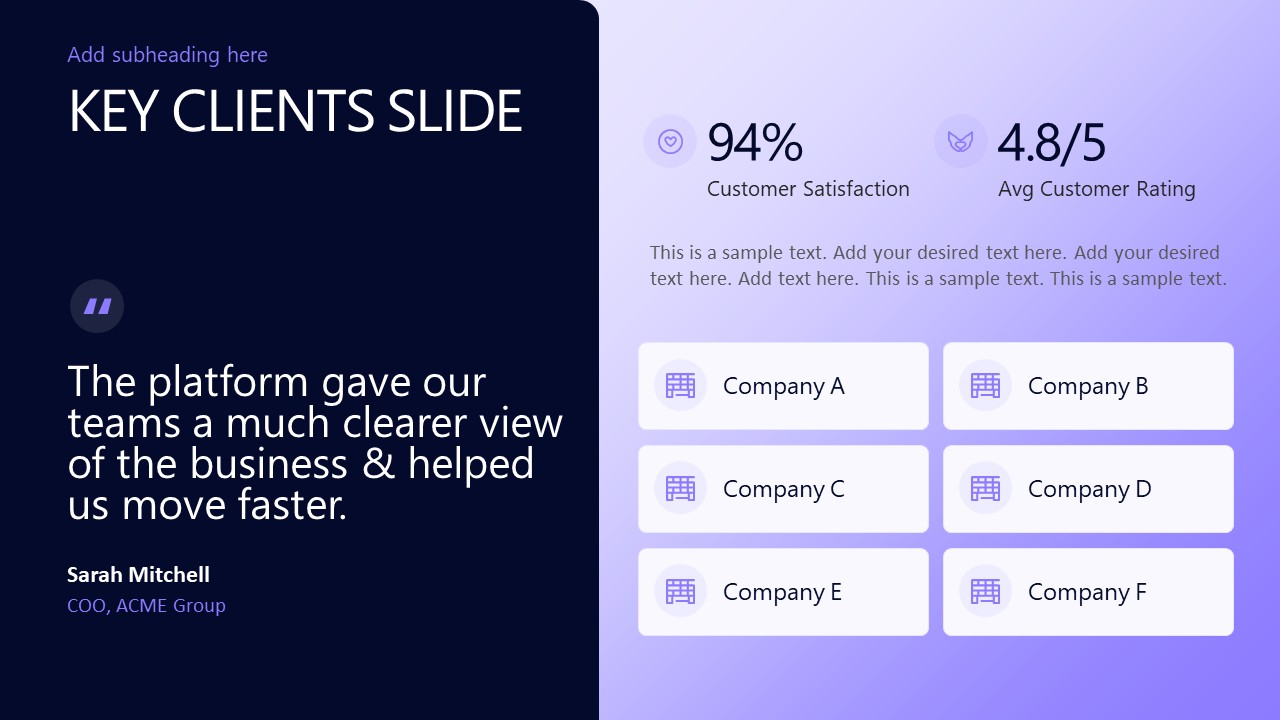 Add subheading here
KEY CLIENTS SLIDE
“
The platform gave our
teams a much clearer view
of the business & helped
us move faster.
Sarah Mitchell
COO, ACME Group
94%
Customer Satisfaction
4.8/5
Avg Customer Rating
This is a sample text. Add your desired text here. Add your desired
text here. Add text here. This is a sample text. This is a sample text.
Company A
Company B
Company C
Company D
Company E
Company F